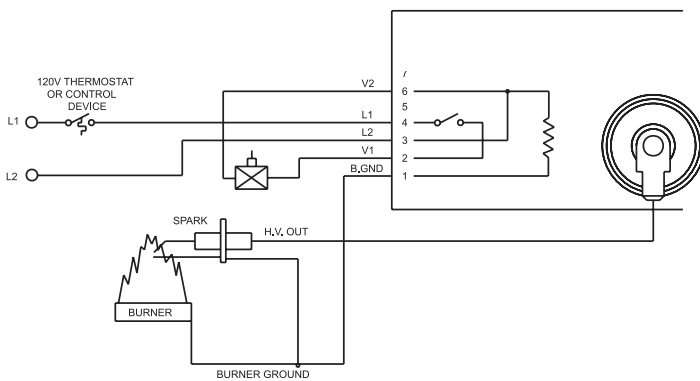 120V THERMOSTAT
OR CONTROL
DEVICE
L1
L2
V2
L1
L2
V1
B.GND
7
6
5
4
3
2
1
SPARK
H.V. OUT
BURNER
BURNER GROUND